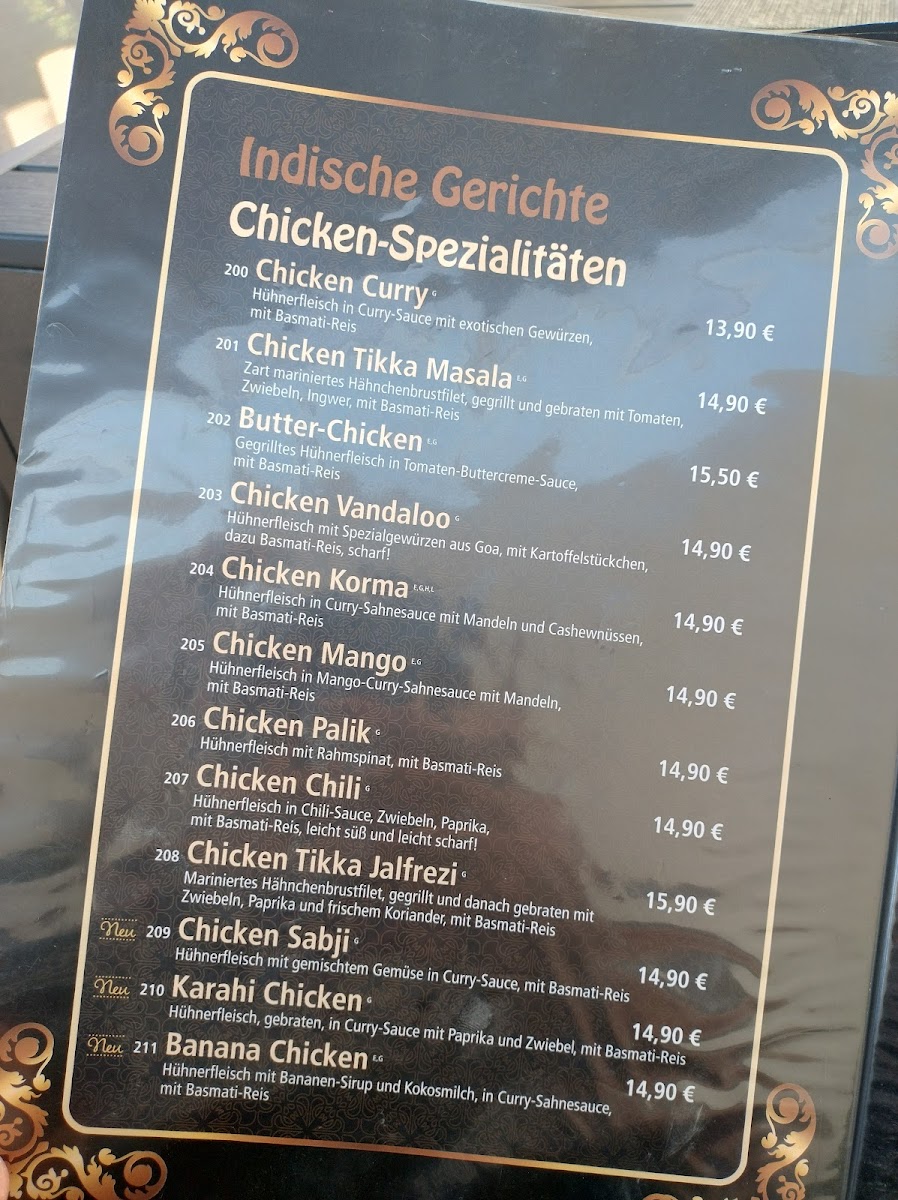 Indische Gerichte
Chicken-Spezialitäten
200 Chicken Curry G
Hühnerfleisch in Curry-Sauce mit exotischen Gewürzen,
mit Basmati-Reis
13,90 €
201 Chicken Tikka Masala E,G
Zart mariniertes Hähnchenbrustfilet, gegrillt und gebraten mit Tomaten,
Zwiebeln, Ingwer, mit Basmati-Reis
14,90 €
202 Butter-Chicken E,G
Gegrilltes Hühnerfleisch in Tomaten-Buttercreme-Sauce,
mit Basmati-Reis
15,50 €
203 Chicken Vandaloo G
Hühnerfleisch mit Spezialgewürzen aus Goa, mit Kartoffelstückchen,
dazu Basmati-Reis, scharf!
14,90 €
204 Chicken Korma E,G,H,L
Hühnerfleisch in Curry-Sahnesauce mit Mandeln und Cashewnüssen,
mit Basmati-Reis
14,90 €
205 Chicken Mango E,G
Hühnerfleisch in Mango-Curry-Sahnesauce mit Mandeln,
mit Basmati-Reis
14,90 €
206 Chicken Palik G
Hühnerfleisch mit Rahmspinat, mit Basmati-Reis
14,90 €
207 Chicken Chili G
Hühnerfleisch in Chili-Sauce, Zwiebeln, Paprika,
mit Basmati-Reis, leicht süß und leicht scharf!
14,90 €
208 Chicken Tikka Jalfrezi G
Mariniertes Hähnchenbrustfilet, gegrillt und danach gebraten mit
Zwiebeln, Paprika und frischem Koriander, mit Basmati-Reis
15,90 €
Neu 209 Chicken Sabji G
Hühnerfleisch mit gemischtem Gemüse in Curry-Sauce, mit Basmati-Reis
14,90 €
Neu 210 Karahi Chicken G
Hühnerfleisch, gebraten, in Curry-Sauce mit Paprika und Zwiebel, mit Basmati-Reis
14,90 €
Neu 211 Banana Chicken E,G
Hühnerfleisch mit Bananen-Sirup und Kokosmilch, in Curry-Sahnesauce,
mit Basmati-Reis
14,90 €